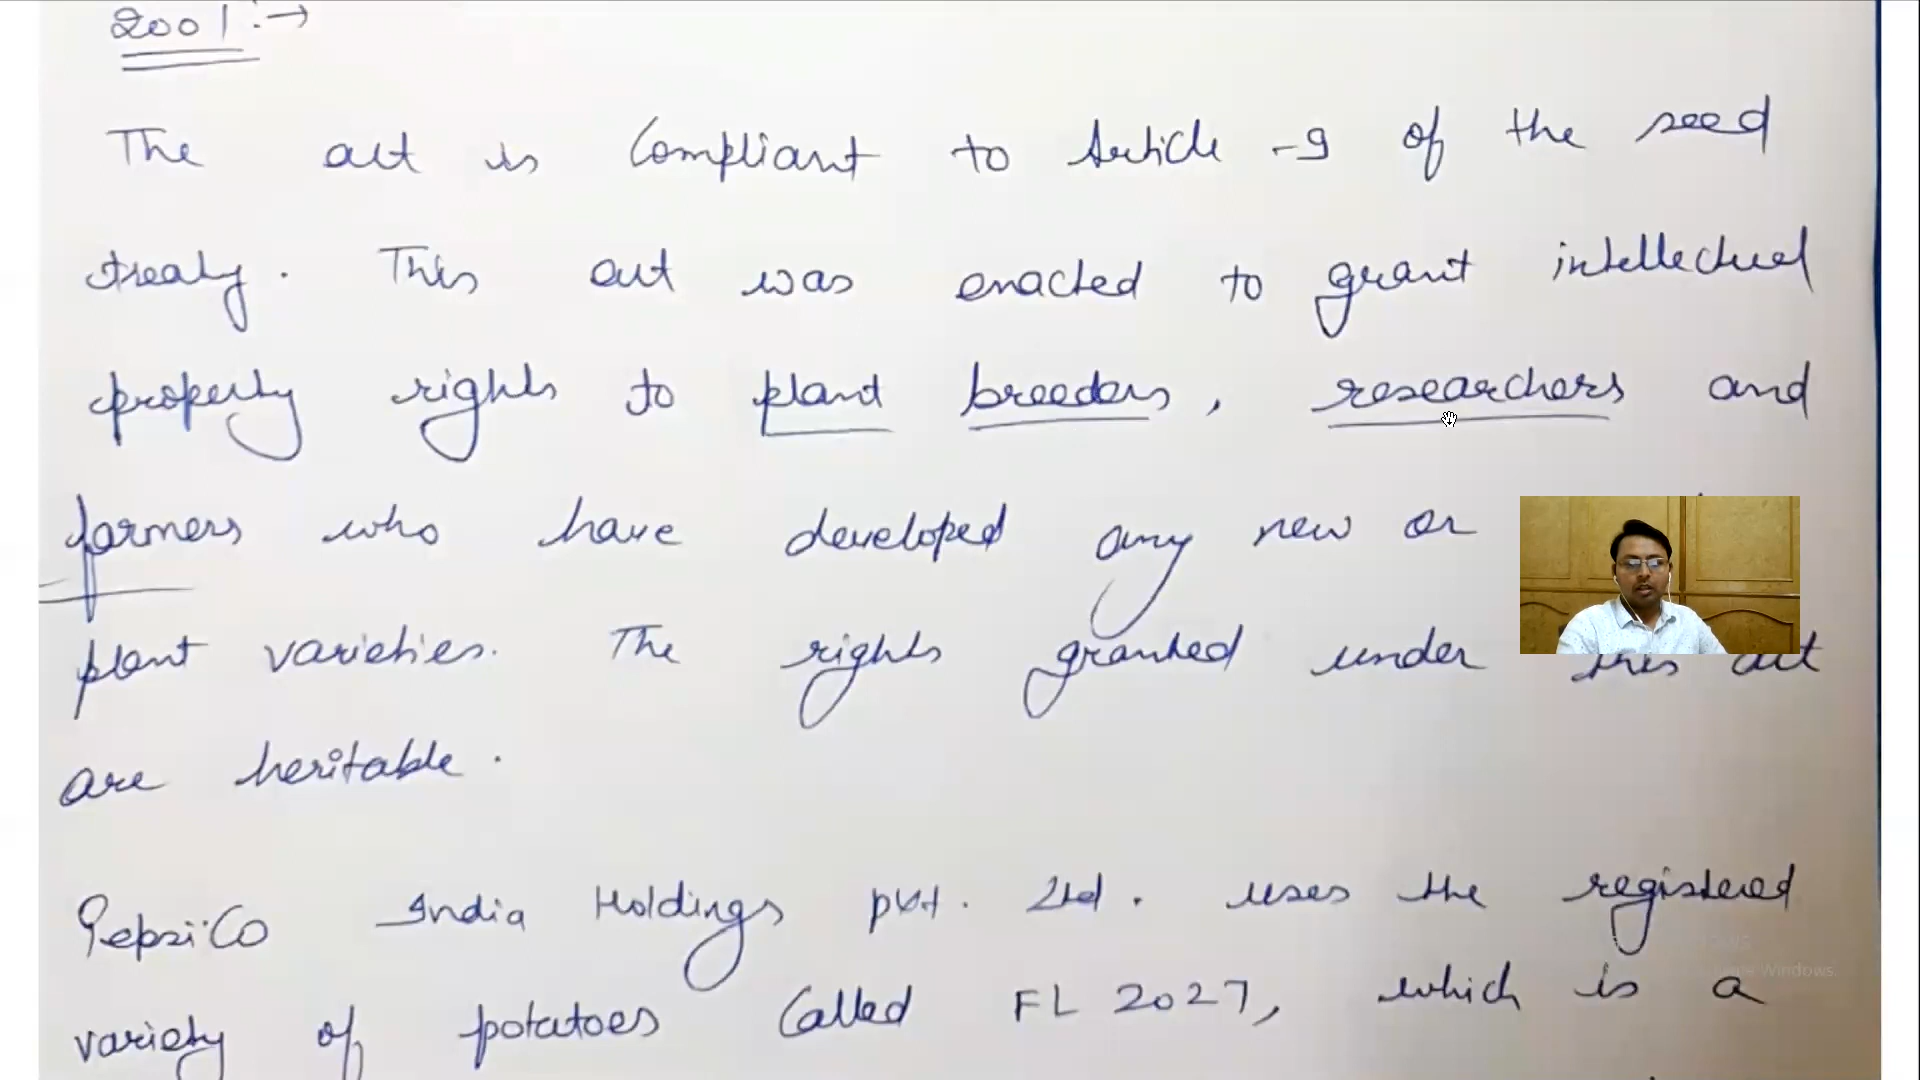 2001 :→
The act is Compliant to Article -9 of the seed
treaty. This act was enacted to grant intellectual
property rights to plant breeders, researchers and
farmers who have developed any new or
plant varieties. The rights granted under this act
are heritable.
PepsiCo India Holdings pvt. Ltd. uses the registered
variety of potatoes Called FL 2027, which is a